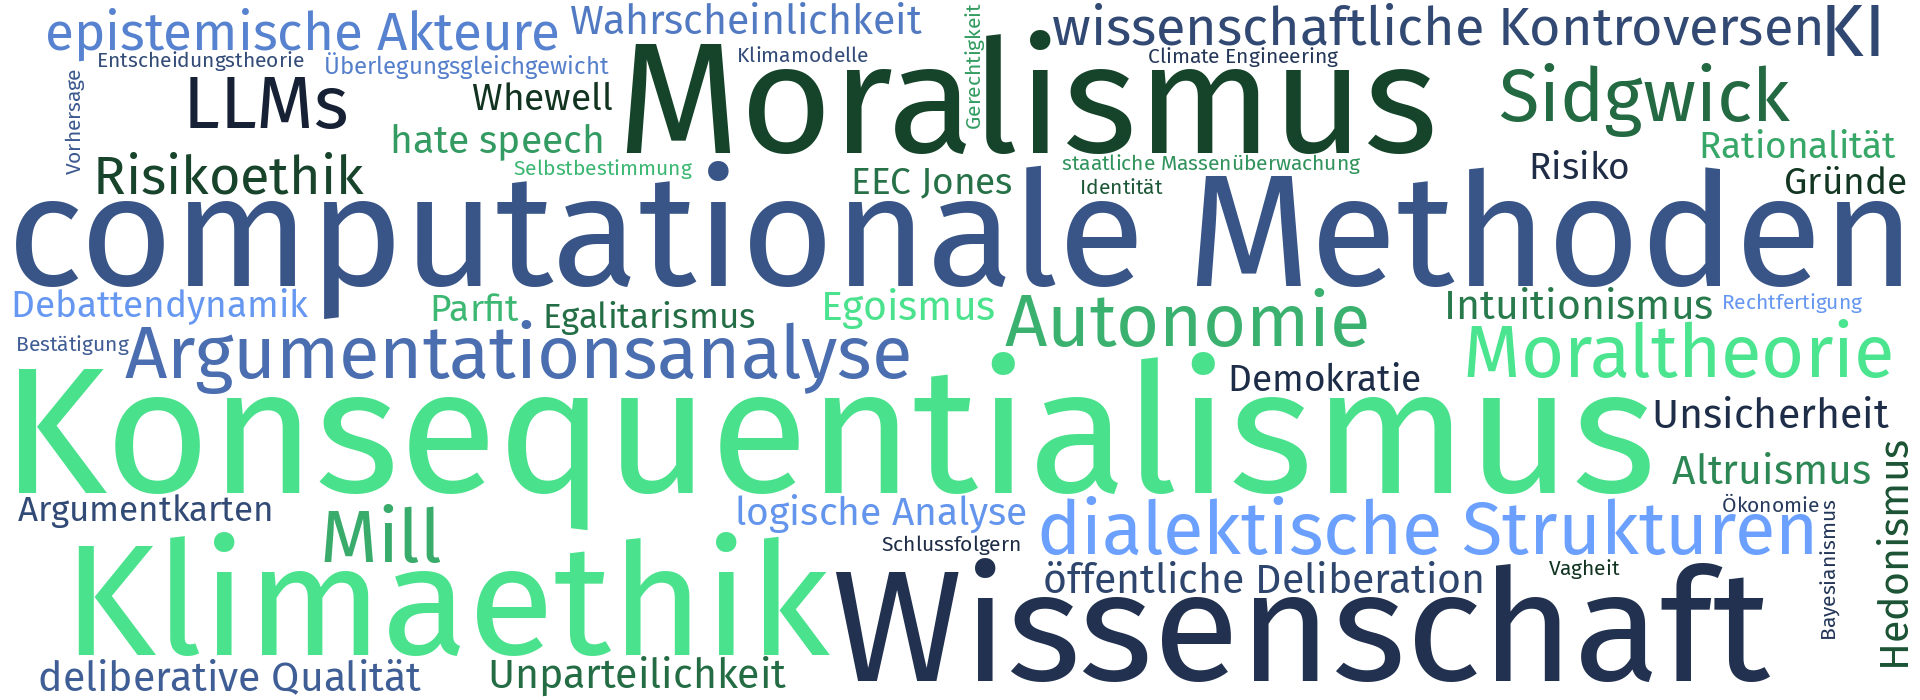 epistemische Akteure
Wahrscheinlichkeit
wissenschaftliche Kontroversen
KI
Entscheidungstheorie
Überlegungsgleichgewicht
Klimamodelle
Gerechtigkeit
Climate Engineering
Moralismus
Vorhersage
LLMs
Whewell
Sidgwick
hate speech
Rationalität
Risikoethik
Selbstbestimmung
EEC Jones
staatliche Massenüberwachung
Identität
Risiko
Gründe
computationale Methoden
Debattendynamik
Parfit
Egalitarismus
Egoismus
Autonomie
Intuitionismus
Rechtfertigung
Bestätigung
Argumentationsanalyse
Moraltheorie
Demokratie
Konsequentialismus
Unsicherheit
Altruismus
Hedonismus
Argumentkarten
Mill
logische Analyse
dialektische Strukturen
Ökonomie
Bayesianismus
Schlussfolgern
Klimaethik
öffentliche Deliberation
Vagheit
Wissenschaft
deliberative Qualität
Unparteilichkeit